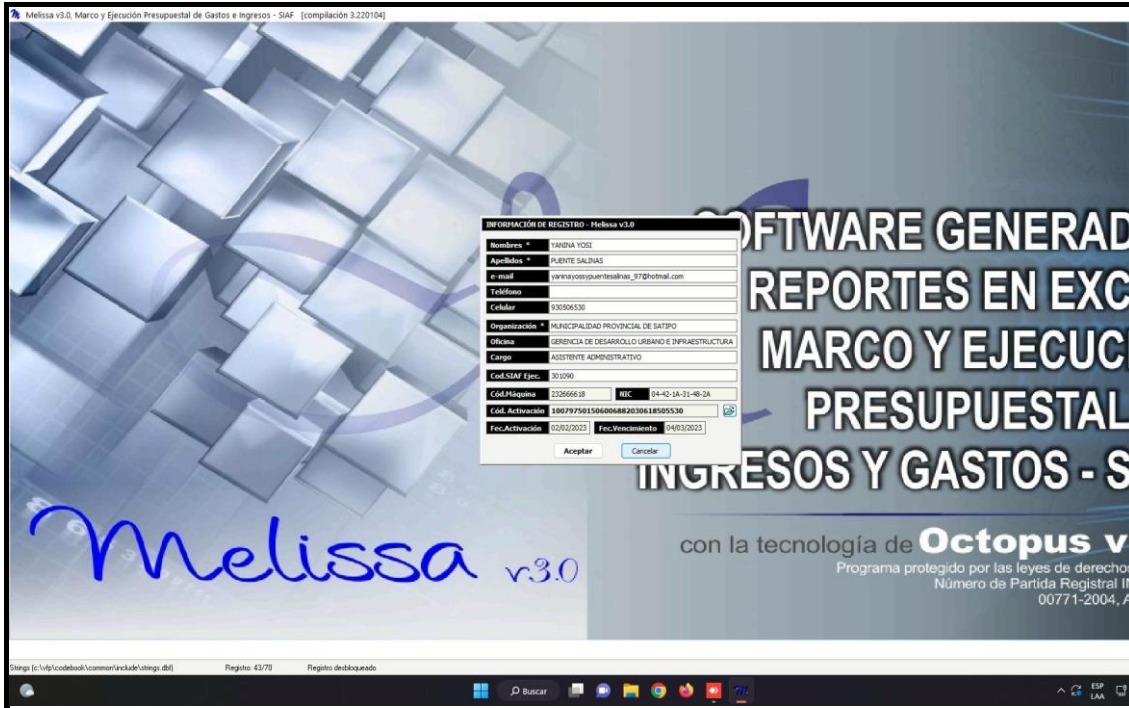 Melissa v3.0, Marco y Ejecución Presupuestal de Gastos e Ingresos - SIAF [compilación 3.220104]
SOFTWARE GENERAD
REPORTES EN EXC
MARCO Y EJECUCI
PRESUPUESTAL
INGRESOS Y GASTOS - S
con la tecnología de Octopus v
Programa protegido por las leyes de derechos
Número de Partida Registral I
00771-2004, A
Melissa v3.0
INFORMACIÓN DE REGISTRO - Melissa v3.0
Nombres * YANINA YOSI
Apellidos * PUENTE SALINAS
e-mail yaninayossypuentesalinas_97@hotmail.com
Teléfono
Celular 930506530
Organización * MUNICIPALIDAD PROVINCIAL DE SATIPO
Oficina GERENCIA DE DESARROLLO URBANO E INFRAESTRUCTURA
Cargo ASISTENTE ADMINISTRATIVO
Cod.SIAF Ejec. 301090
Cód.Máquina 232666618 NIC 04-42-1A-31-48-2A
Cód. Activación 100797501506006882030618505530
Fec.Activación 02/02/2023 Fec.Vencimiento 04/03/2023
Aceptar Cancelar
Strings (c:\vfp\codebook\common\include\strings.dbf) Registro: 43/70 Registro desbloqueado
Buscar
ESP
LAA